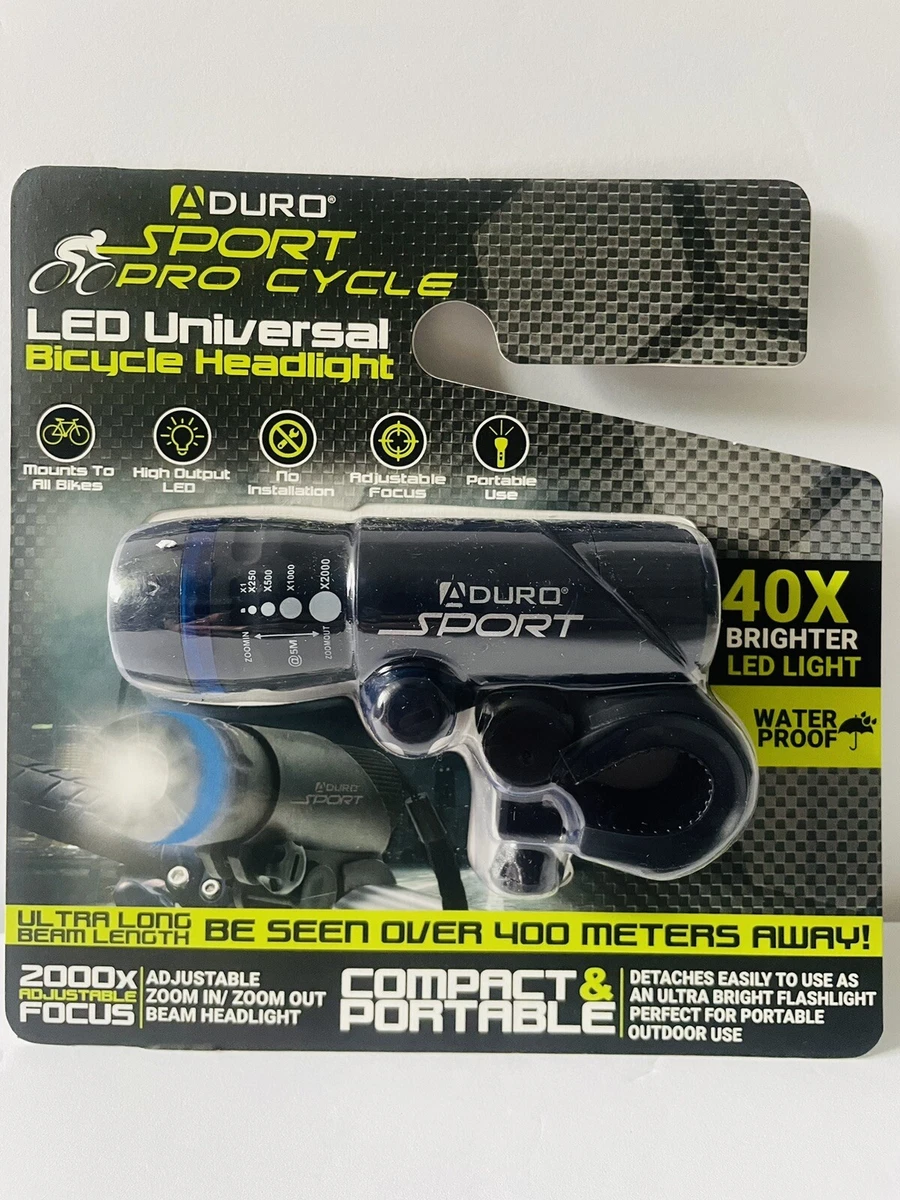 ADURO®
SPORT
PRO CYCLE
LED Universal
Bicycle Headlight
Mounts To
All Bikes
High Output
LED
No
Installation
Adjustable
Focus
Portable
Use
X1
X250
X500
X1000
X2000
ZOOMIN
@5M
ZOOMOUT
ADURO®
SPORT
40X
BRIGHTER
LED LIGHT
WATER
PROOF
ADURO
SPORT
ULTRA LONG
BEAM LENGTH
BE SEEN OVER 400 METERS AWAY!
2000X
ADJUSTABLE
FOCUS
ADJUSTABLE
ZOOM IN/ ZOOM OUT
BEAM HEADLIGHT
COMPACT &
PORTABLE
DETACHES EASILY TO USE AS
AN ULTRA BRIGHT FLASHLIGHT
PERFECT FOR PORTABLE
OUTDOOR USE